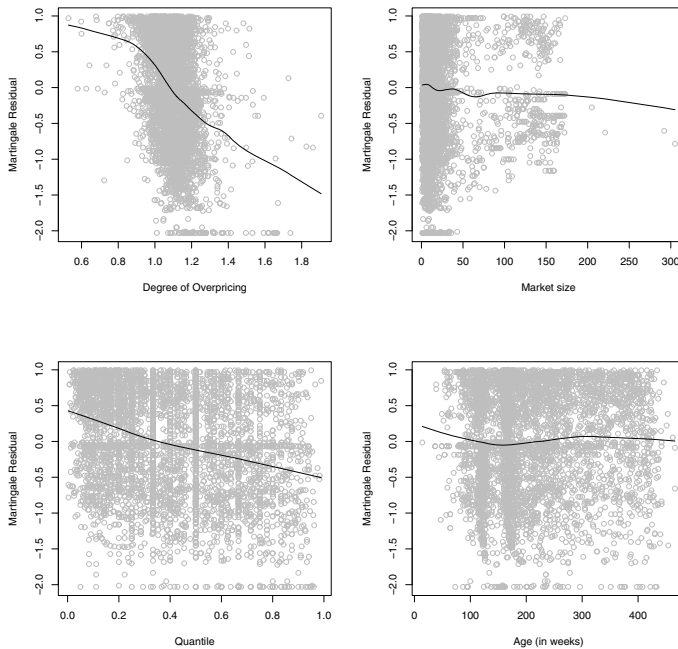 1.0
0.5
0.0
−0.5
−1.0
−1.5
−2.0
Martingale Residual
0.6 0.8 1.0 1.2 1.4 1.6 1.8
Degree of Overpricing
1.0
0.5
0.0
−0.5
−1.0
−1.5
−2.0
Martingale Residual
0 50 100 150 200 250 300
Market size
1.0
0.5
0.0
−0.5
−1.0
−1.5
−2.0
Martingale Residual
0.0 0.2 0.4 0.6 0.8 1.0
Quantile
1.0
0.5
0.0
−0.5
−1.0
−1.5
−2.0
Martingale Residual
0 100 200 300 400
Age (in weeks)